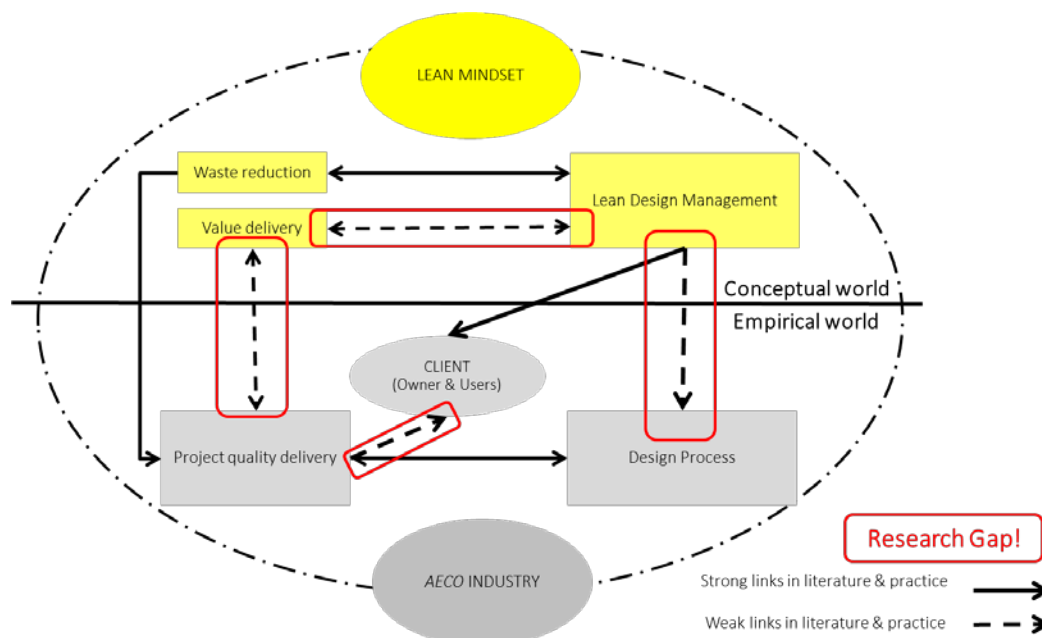 LEAN MINDSET
Waste reduction
Lean Design Management
Value delivery
Conceptual world
Empirical world
CLIENT
(Owner & Users)
Project quality delivery
Design Process
AECO INDUSTRY
Research Gap!
Strong links in literature & practice
Weak links in literature & practice